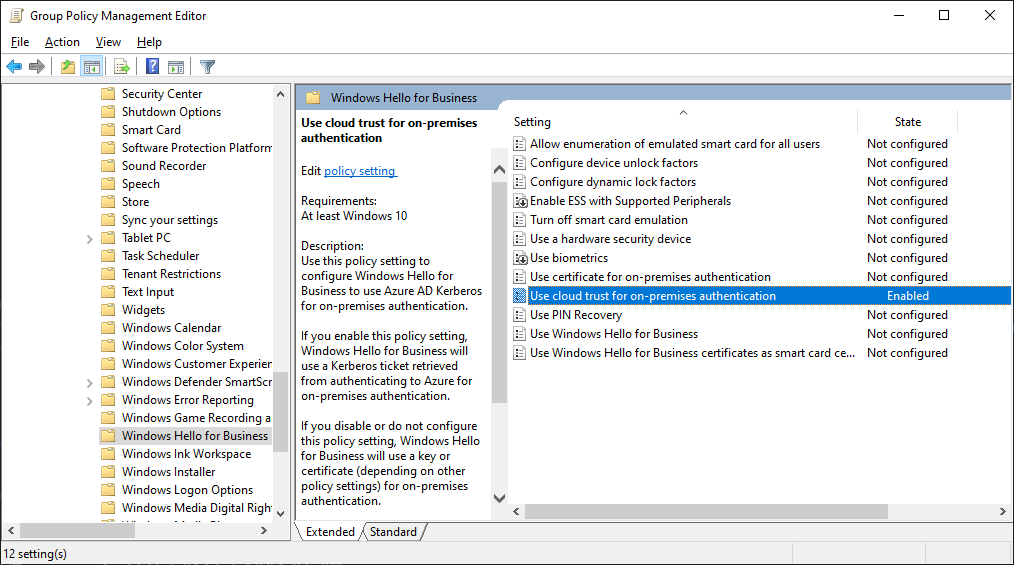 Group Policy Management Editor
File Action View Help
Security Center
Shutdown Options
Smart Card
Software Protection Platform
Sound Recorder
Speech
Store
Sync your settings
Tablet PC
Task Scheduler
Tenant Restrictions
Text Input
Widgets
Windows Calendar
Windows Color System
Windows Customer Experien
Windows Defender SmartScr
Windows Error Reporting
Windows Game Recording a
Windows Hello for Business
Windows Ink Workspace
Windows Installer
Windows Logon Options
Windows Media Digital Righ
Windows Hello for Business
Use cloud trust for on-premises
authentication
Edit policy setting
Requirements:
At least Windows 10
Description:
Use this policy setting to
configure Windows Hello for
Business to use Azure AD Kerberos
for on-premises authentication.
If you enable this policy setting,
Windows Hello for Business will
use a Kerberos ticket retrieved
from authenticating to Azure for
on-premises authentication.
If you disable or do not configure
this policy setting, Windows Hello
for Business will use a key or
certificate (depending on other
policy settings) for on-premises
authentication.
Setting State
Allow enumeration of emulated smart card for all users Not configured
Configure device unlock factors Not configured
Configure dynamic lock factors Not configured
Enable ESS with Supported Peripherals Not configured
Turn off smart card emulation Not configured
Use a hardware security device Not configured
Use biometrics Not configured
Use certificate for on-premises authentication Not configured
Use cloud trust for on-premises authentication Enabled
Use PIN Recovery Not configured
Use Windows Hello for Business Not configured
Use Windows Hello for Business certificates as smart card ce... Not configured
Extended Standard
12 setting(s)